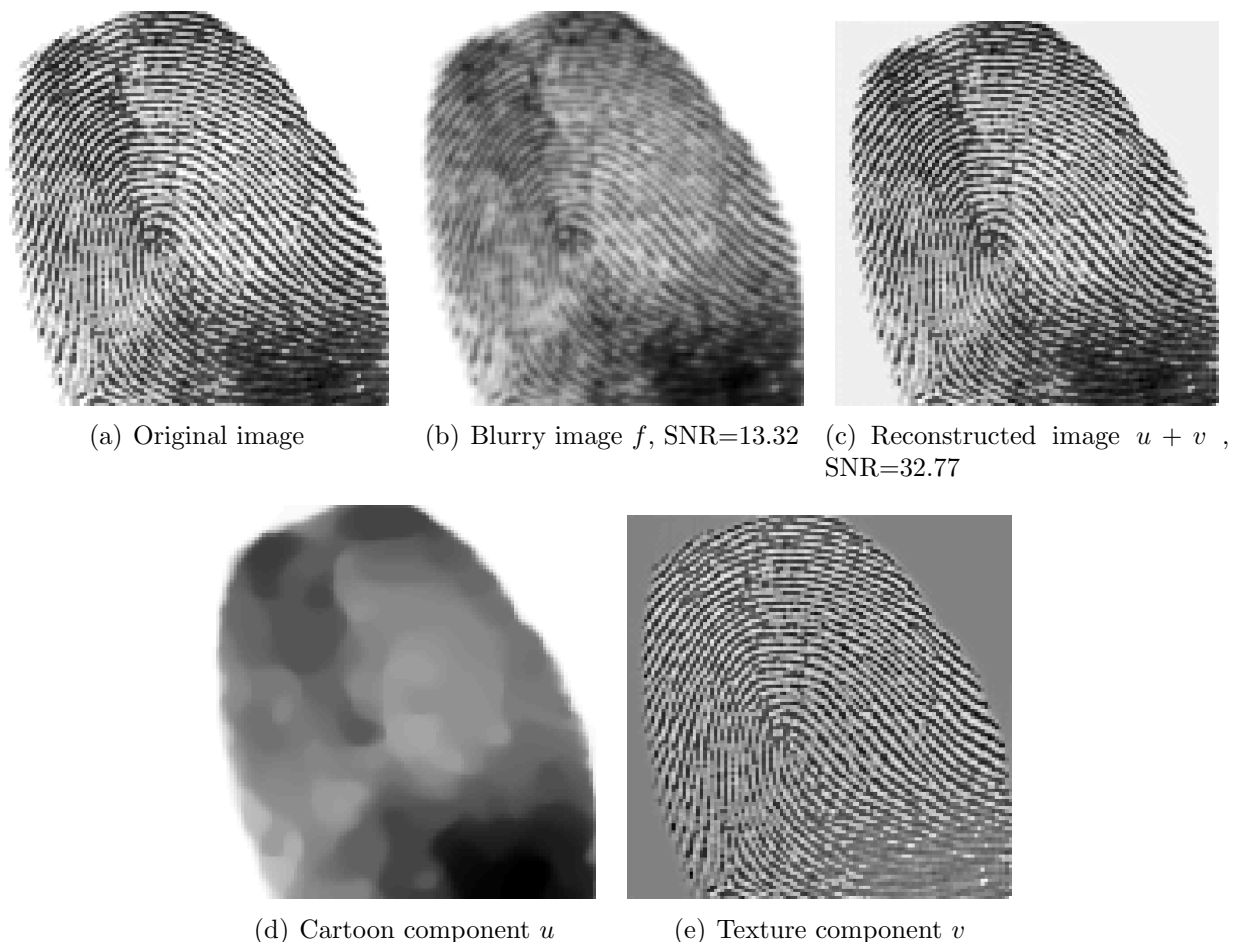 (a) Original image
(b) Blurry image f, SNR=13.32
(c) Reconstructed image u + v ,
SNR=32.77
(d) Cartoon component u
(e) Texture component v